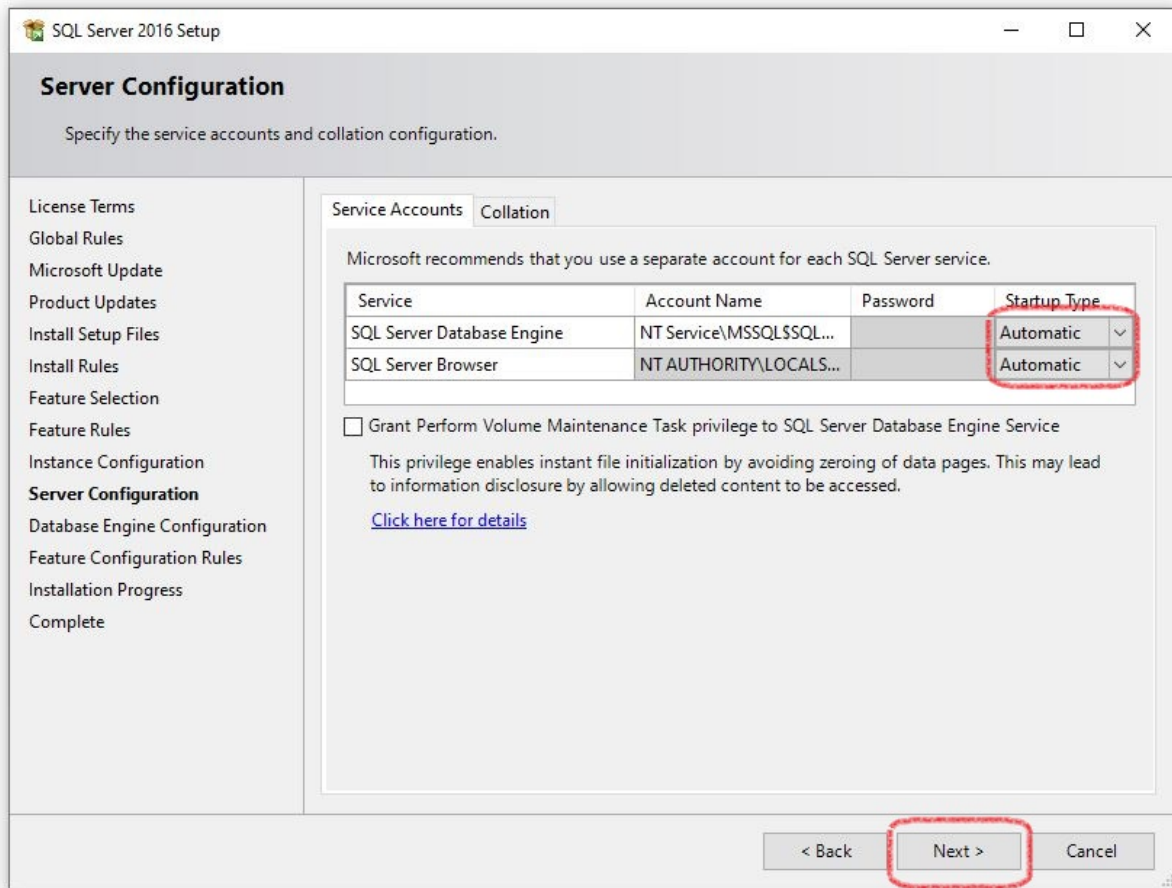 SQL Server 2016 Setup
Server Configuration
Specify the service accounts and collation configuration.
License Terms
Global Rules
Microsoft Update
Product Updates
Install Setup Files
Install Rules
Feature Selection
Feature Rules
Instance Configuration
Server Configuration
Database Engine Configuration
Feature Configuration Rules
Installation Progress
Complete
Service Accounts Collation
Microsoft recommends that you use a separate account for each SQL Server service.
Service Account Name Password Startup Type
SQL Server Database Engine NT Service\MSSQL$SQL... Automatic
SQL Server Browser NT AUTHORITY\LOCALS... Automatic
Grant Perform Volume Maintenance Task privilege to SQL Server Database Engine Service
This privilege enables instant file initialization by avoiding zeroing of data pages. This may lead
to information disclosure by allowing deleted content to be accessed.
Click here for details
< Back Next > Cancel